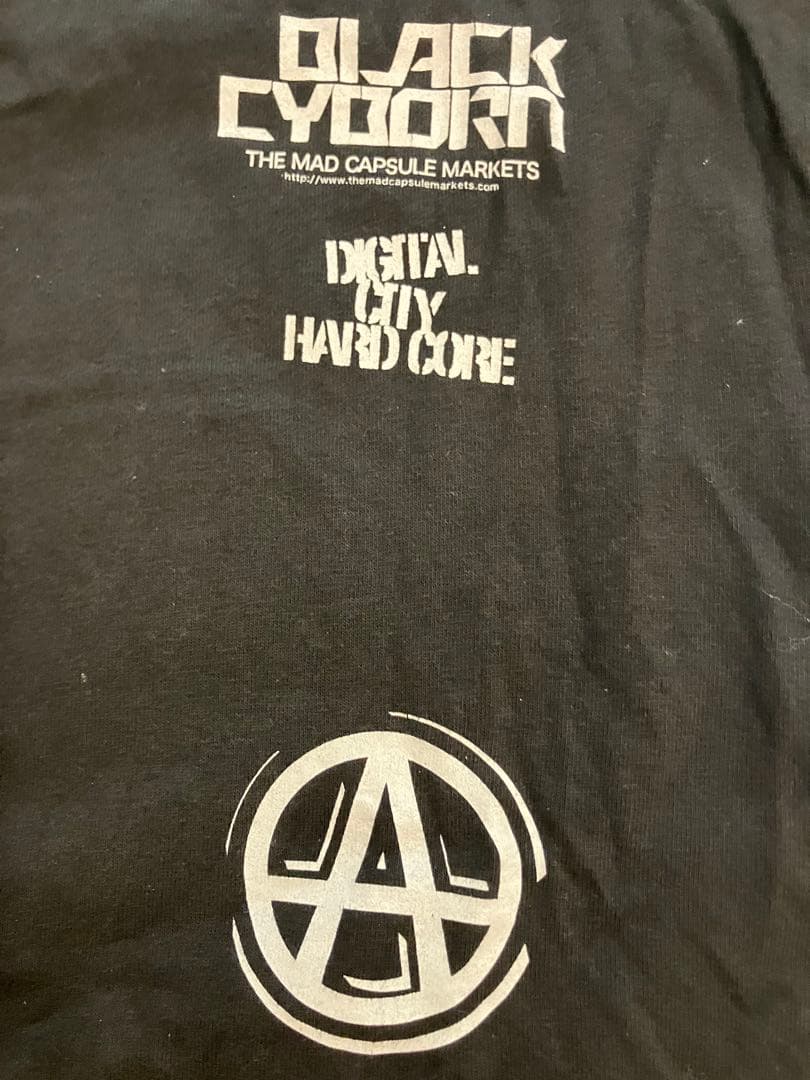 BLACK
CYBORN
THE MAD CAPSULE MARKETS
http://www.themadcapsulemarkets.com
DIGITAL
CITY
HARD CORE
A